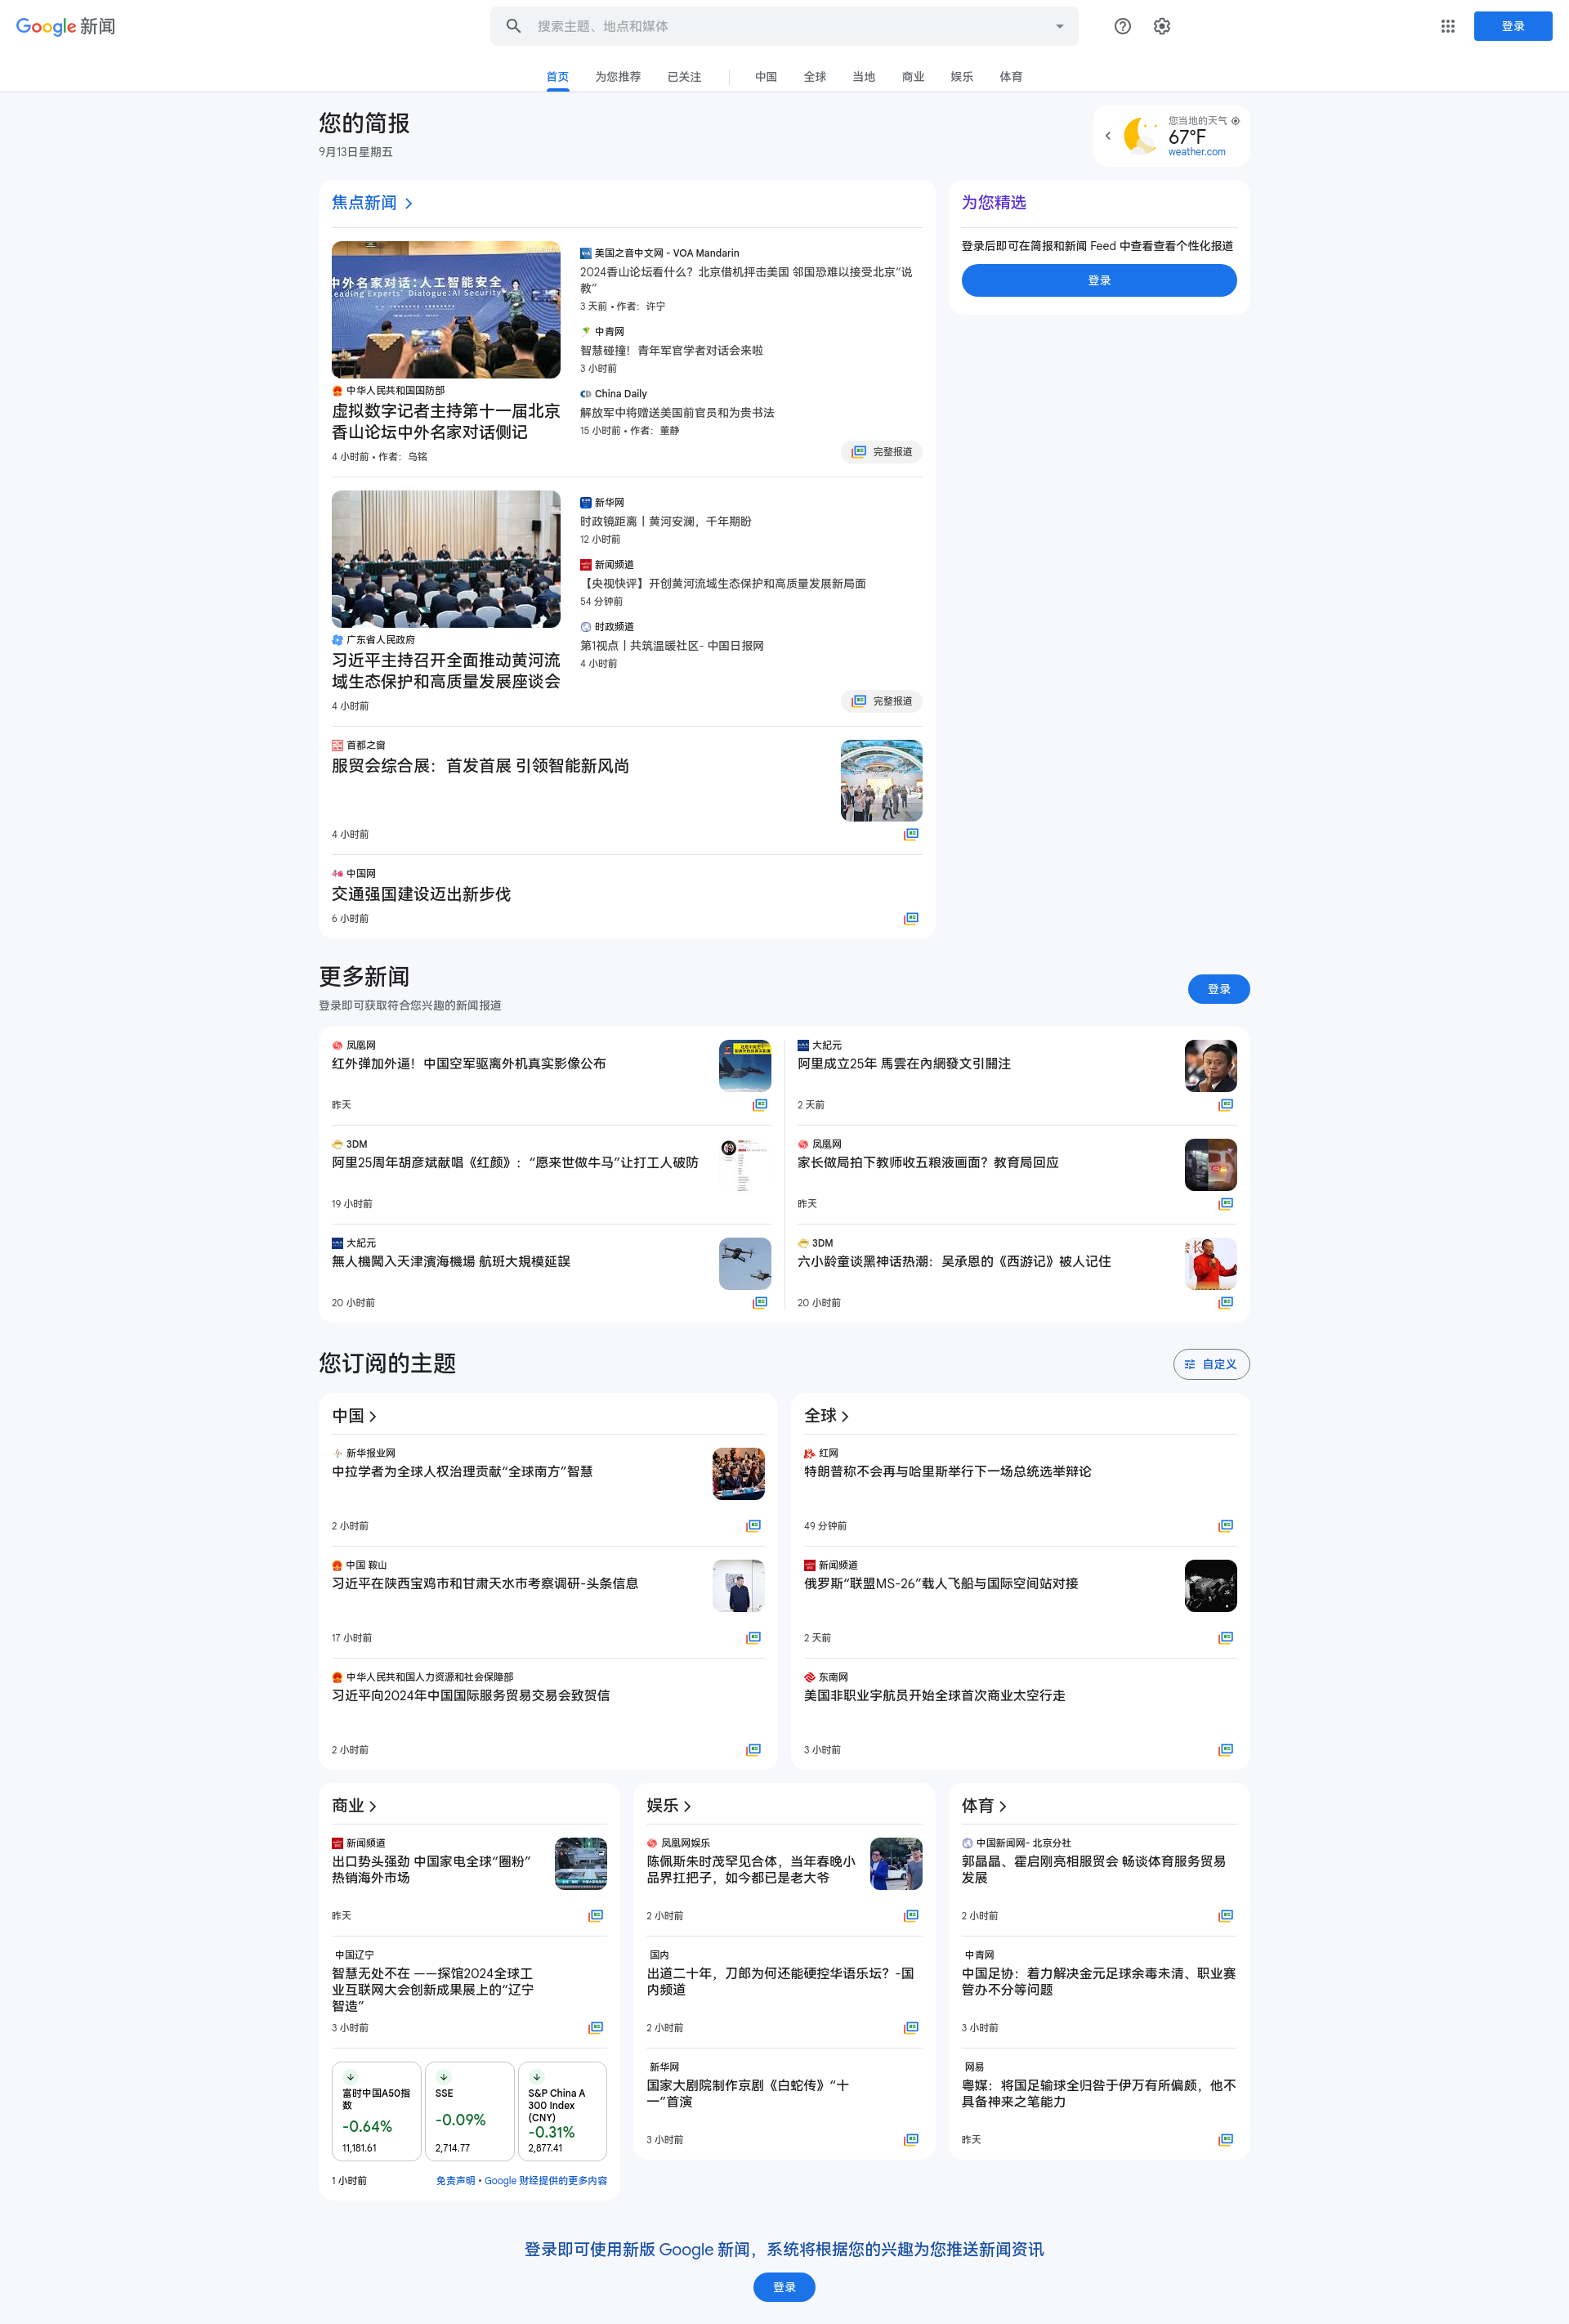 Google 新闻
搜索主题、地点和媒体
登录
首页
为您推荐
已关注
中国
全球
当地
商业
娱乐
体育
您的简报
9月13日星期五
您当地的天气
67°F
weather.com
焦点新闻
中外名家对话：人工智能安全
Leading Experts' Dialogue: AI Security
中华人民共和国国防部
虚拟数字记者主持第十一届北京
香山论坛中外名家对话侧记
4 小时前 • 作者：乌铭
美国之音中文网 - VOA Mandarin
2024香山论坛看什么？北京借机抨击美国 邻国恐难以接受北京“说
教”
3 天前 • 作者：许宁
中青网
智慧碰撞！青年军官学者对话会来啦
3 小时前
China Daily
解放军中将赠送美国前官员和为贵书法
15 小时前 • 作者：董静
完整报道
广东省人民政府
习近平主持召开全面推动黄河流
域生态保护和高质量发展座谈会
4 小时前
新华网
时政镜距离丨黄河安澜，千年期盼
12 小时前
新闻频道
【央视快评】开创黄河流域生态保护和高质量发展新局面
54 分钟前
时政频道
第1视点丨共筑温暖社区- 中国日报网
4 小时前
完整报道
首都之窗
服贸会综合展：首发首展 引领智能新风尚
4 小时前
中国网
交通强国建设迈出新步伐
6 小时前
为您精选
登录后即可在简报和新闻 Feed 中查看查看个性化报道
登录
更多新闻
登录即可获取符合您兴趣的新闻报道
登录
凤凰网
红外弹加外逼！中国空军驱离外机真实影像公布
昨天
大紀元
阿里成立25年 馬雲在內網發文引關注
2 天前
3DM
阿里25周年胡彦斌献唱《红颜》：“愿来世做牛马”让打工人破防
19 小时前
凤凰网
家长做局拍下教师收五粮液画面？教育局回应
昨天
大紀元
無人機闖入天津濱海機場 航班大規模延誤
20 小时前
3DM
六小龄童谈黑神话热潮：吴承恩的《西游记》被人记住
20 小时前
您订阅的主题
自定义
中国
新华报业网
中拉学者为全球人权治理贡献“全球南方”智慧
2 小时前
中国 鞍山
习近平在陕西宝鸡市和甘肃天水市考察调研-头条信息
17 小时前
中华人民共和国人力资源和社会保障部
习近平向2024年中国国际服务贸易交易会致贺信
2 小时前
全球
红网
特朗普称不会再与哈里斯举行下一场总统选举辩论
49 分钟前
新闻频道
俄罗斯“联盟MS-26”载人飞船与国际空间站对接
2 天前
东南网
美国非职业宇航员开始全球首次商业太空行走
3 小时前
商业
新闻频道
出口势头强劲 中国家电全球“圈粉”
热销海外市场
昨天
中国辽宁
智慧无处不在 ——探馆2024全球工
业互联网大会创新成果展上的“辽宁
智造”
3 小时前
富时中国A50指
数
-0.64%
11,181.61
SSE
-0.09%
2,714.77
S&P China A
300 Index
(CNY)
-0.31%
2,877.41
1 小时前
免责声明 • Google 财经提供的更多内容
娱乐
凤凰网娱乐
陈佩斯朱时茂罕见合体，当年春晚小
品界扛把子，如今都已是老大爷
2 小时前
国内
出道二十年，刀郎为何还能硬控华语乐坛？-国
内频道
2 小时前
新华网
国家大剧院制作京剧《白蛇传》“十
一”首演
3 小时前
体育
中国新闻网- 北京分社
郭晶晶、霍启刚亮相服贸会 畅谈体育服务贸易
发展
2 小时前
中青网
中国足协：着力解决金元足球余毒未清、职业赛
管办不分等问题
3 小时前
网易
粤媒：将国足输球全归咎于伊万有所偏颇，他不
具备神来之笔能力
昨天
登录即可使用新版 Google 新闻，系统将根据您的兴趣为您推送新闻资讯
登录